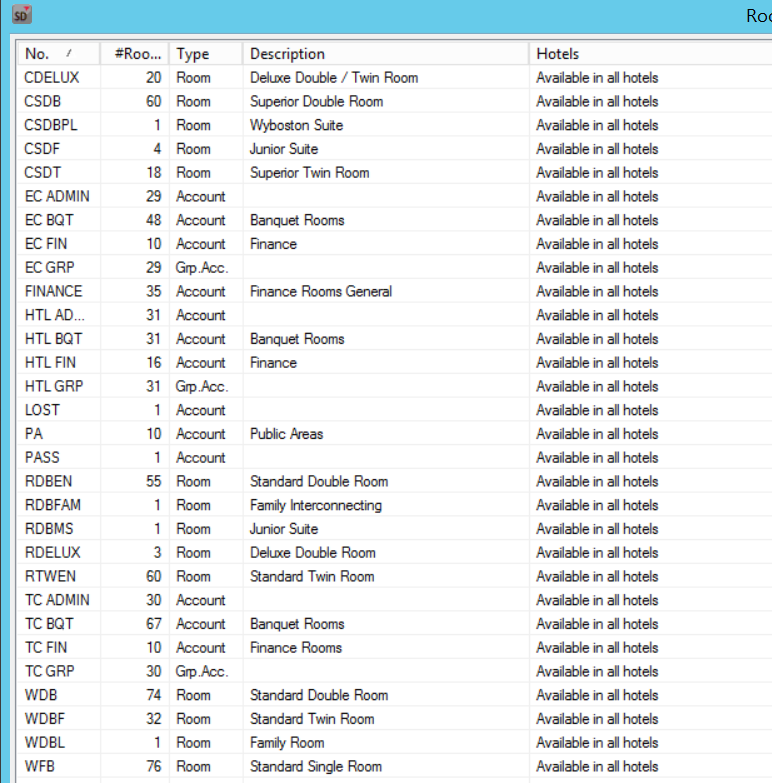 SD Roo
No. / #Roo... Type Description Hotels
CDELUX 20 Room Deluxe Double / Twin Room Available in all hotels
CSDB 60 Room Superior Double Room Available in all hotels
CSDBPL 1 Room Wyboston Suite Available in all hotels
CSDF 4 Room Junior Suite Available in all hotels
CSDT 18 Room Superior Twin Room Available in all hotels
EC ADMIN 29 Account Available in all hotels
EC BQT 48 Account Banquet Rooms Available in all hotels
EC FIN 10 Account Finance Available in all hotels
EC GRP 29 Grp.Acc. Available in all hotels
FINANCE 35 Account Finance Rooms General Available in all hotels
HTL AD... 31 Account Available in all hotels
HTL BQT 31 Account Banquet Rooms Available in all hotels
HTL FIN 16 Account Finance Available in all hotels
HTL GRP 31 Grp.Acc. Available in all hotels
LOST 1 Account Available in all hotels
PA 10 Account Public Areas Available in all hotels
PASS 1 Account Available in all hotels
RDBEN 55 Room Standard Double Room Available in all hotels
RDBFAM 1 Room Family Interconnecting Available in all hotels
RDBMS 1 Room Junior Suite Available in all hotels
RDELUX 3 Room Deluxe Double Room Available in all hotels
RTWEN 60 Room Standard Twin Room Available in all hotels
TC ADMIN 30 Account Available in all hotels
TC BQT 67 Account Banquet Rooms Available in all hotels
TC FIN 10 Account Finance Rooms Available in all hotels
TC GRP 30 Grp.Acc. Available in all hotels
WDB 74 Room Standard Double Room Available in all hotels
WDBF 32 Room Standard Twin Room Available in all hotels
WDBL 1 Room Family Room Available in all hotels
WFB 76 Room Standard Single Room Available in all hotels